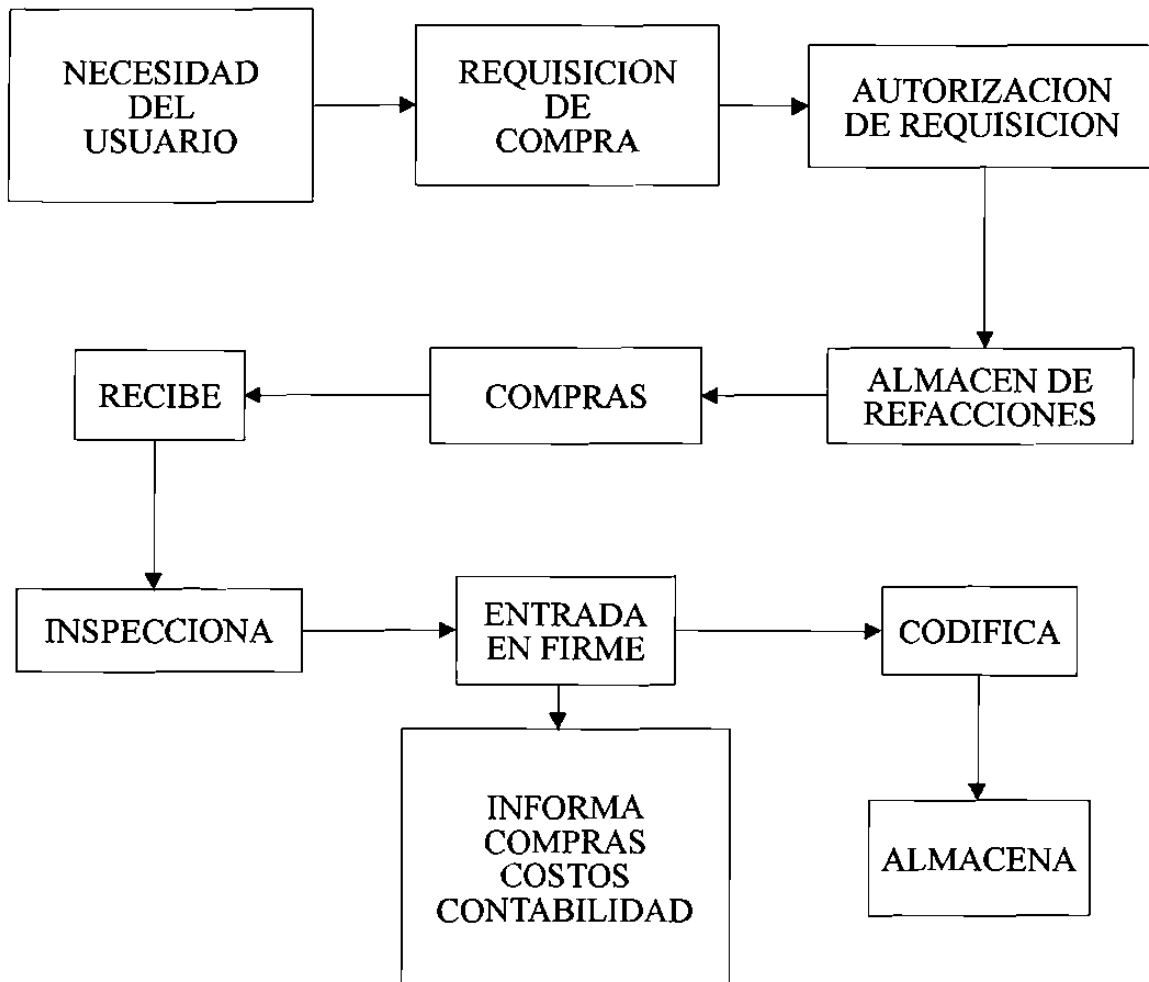 NECESIDAD
DEL
USUARIO
REQUISICION
DE
COMPRA
AUTORIZACION
DE REQUISICION
ALMACEN DE
REFACCIONES
COMPRAS
RECIBE
INSPECCIONA
ENTRADA
EN FIRME
CODIFICA
INFORMA
COMPRAS
COSTOS
CONTABILIDAD
ALMACENA